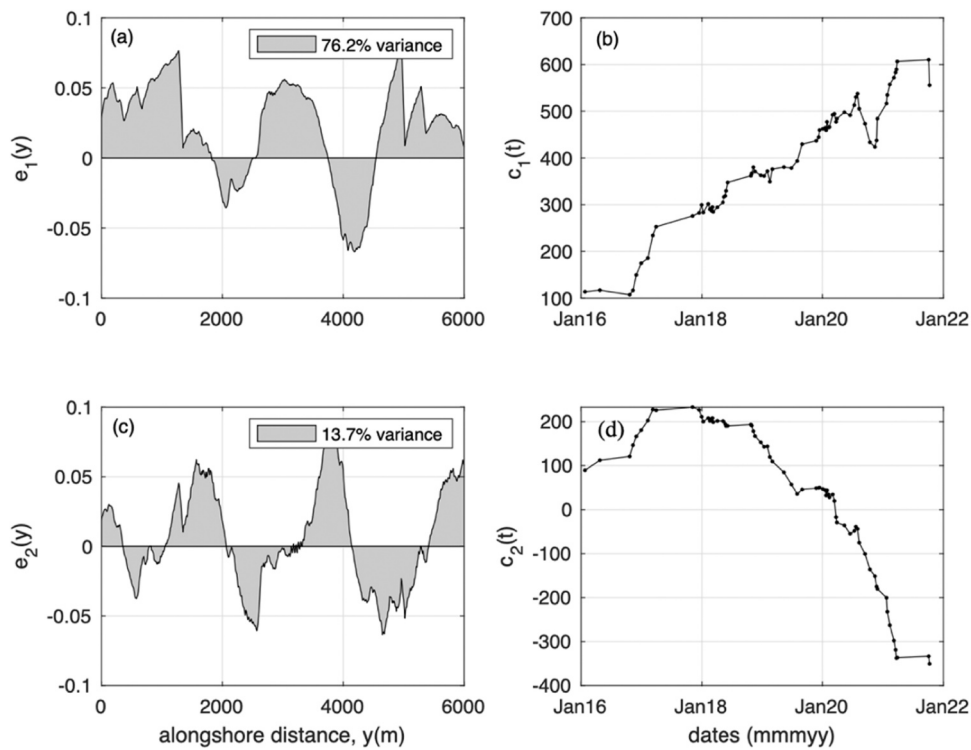 (a)
76.2% variance
0.1
0.05
0
-0.05
-0.1
e1(y)
0 2000 4000 6000
(b)
700
600
500
400
300
200
100
c1(t)
Jan16 Jan18 Jan20 Jan22
(c)
13.7% variance
0.1
0.05
0
-0.05
-0.1
e2(y)
0 2000 4000 6000
alongshore distance, y(m)
(d)
200
100
0
-100
-200
-300
-400
c2(t)
Jan16 Jan18 Jan20 Jan22
dates (mmmyy)